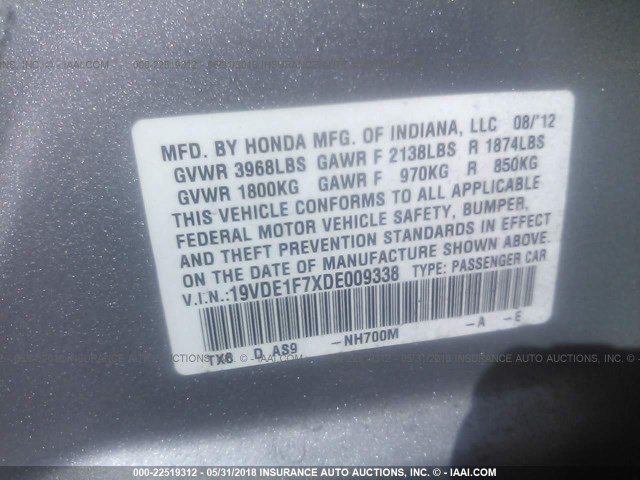 MFD. BY HONDA MFG. OF INDIANA, LLC 08/'12
GVWR 3968LBS GAWR F 2138LBS R 1874LBS
GVWR 1800KG GAWR F 970KG R 850KG
THIS VEHICLE CONFORMS TO ALL APPLICABLE
FEDERAL MOTOR VEHICLE SAFETY, BUMPER,
AND THEFT PREVENTION STANDARDS IN EFFECT
ON THE DATE OF MANUFACTURE SHOWN ABOVE.
V.I.N.:19VDE1F7XDE009338 TYPE: PASSENGER CAR
TX6 D AS9 -NH700M -A -E
000-22519312 - 05/31/2018 INSURANCE AUTO AUCTIONS, INC. - © - IAAI.COM